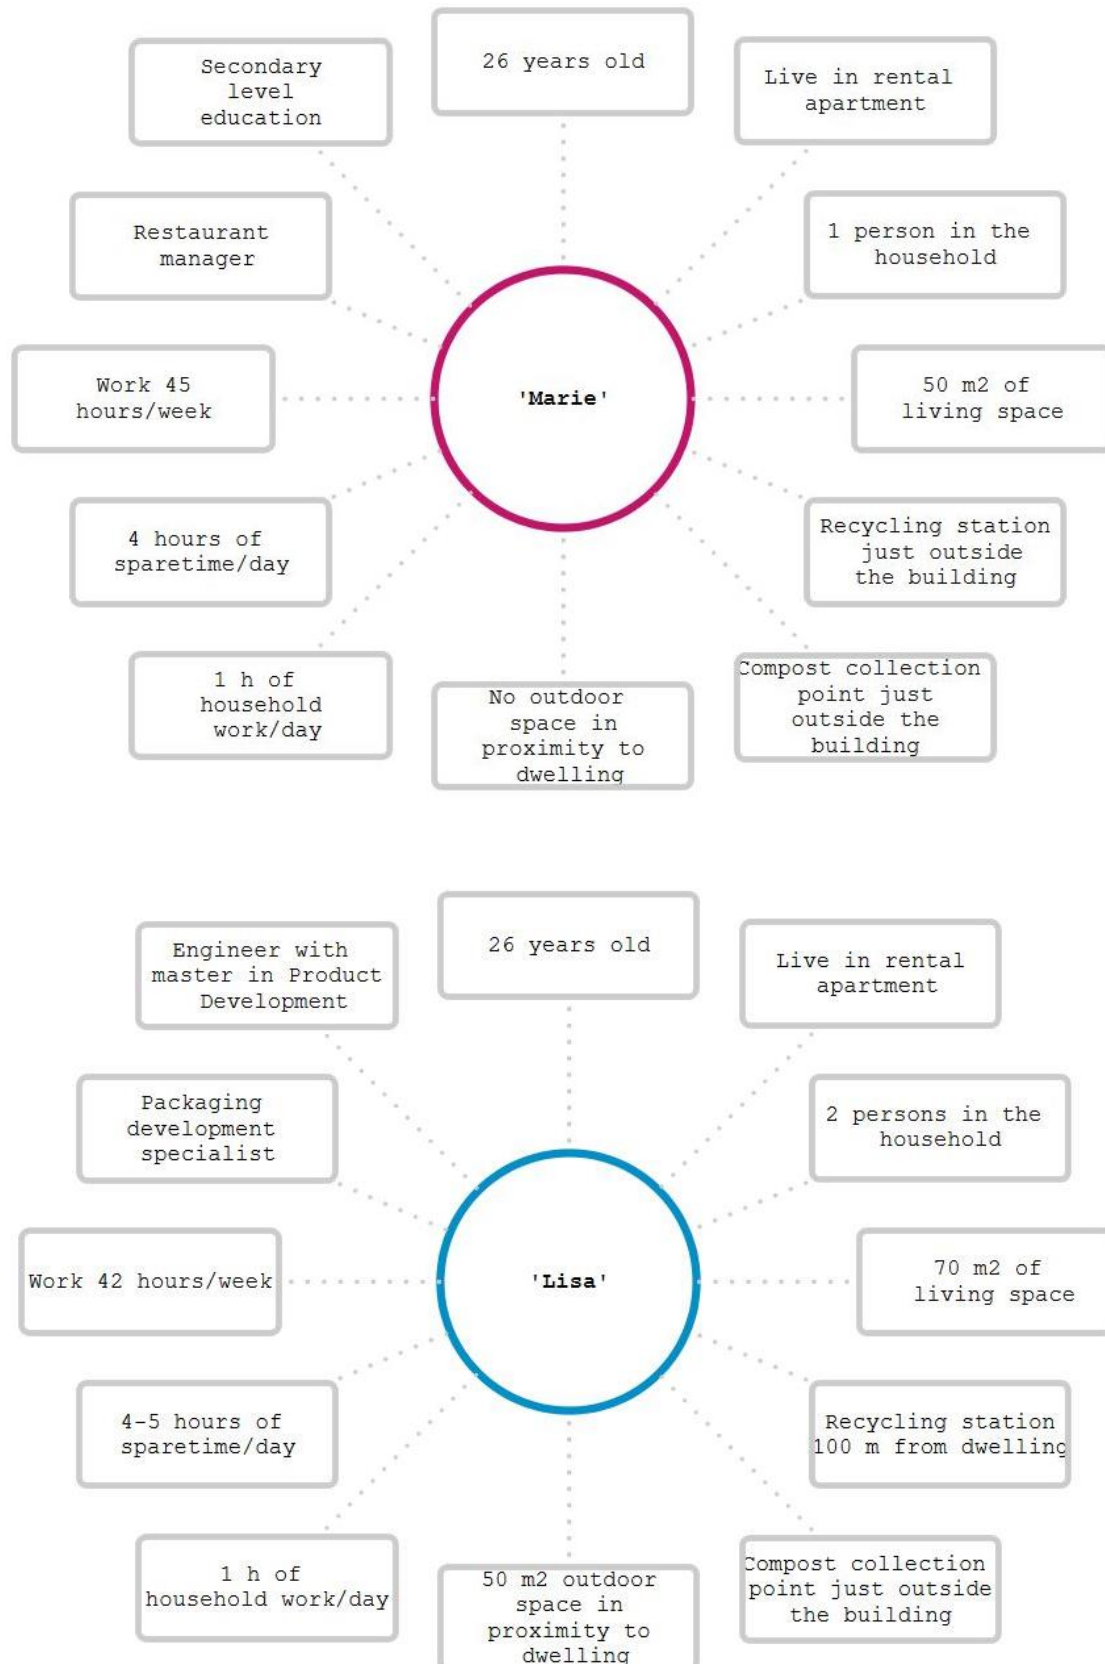 26 years old
Secondary
level
education
Live in rental
apartment
Restaurant
manager
1 person in the
household
Work 45
hours/week
'Marie'
50 m2 of
living space
4 hours of
sparetime/day
Recycling station
just outside
the building
1 h of
household
work/day
No outdoor
space in
proximity to
dwelling
Compost collection
point just
outside the
building
26 years old
Engineer with
master in Product
Development
Live in rental
apartment
Packaging
development
specialist
2 persons in the
household
Work 42 hours/week
'Lisa'
70 m2 of
living space
4-5 hours of
sparetime/day
Recycling station
100 m from dwelling
1 h of
household work/day
50 m2 outdoor
space in
proximity to
dwelling
Compost collection
point just outside
the building